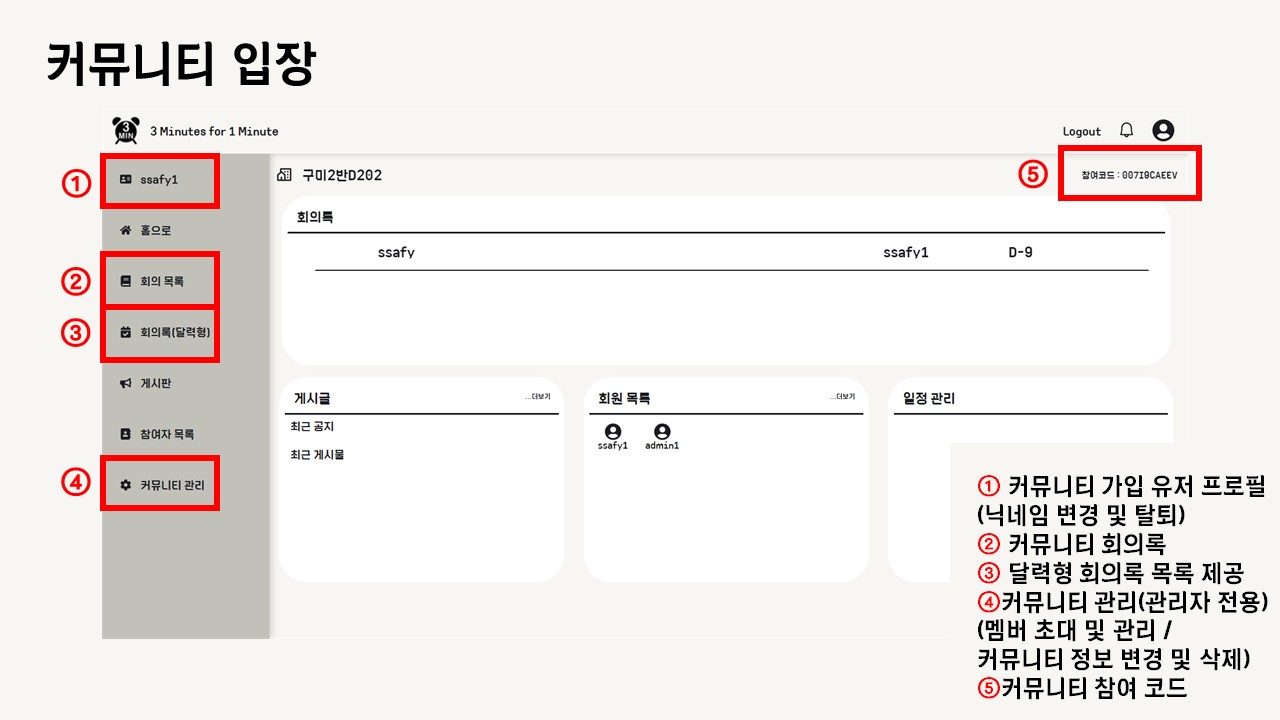 커뮤니티 입장
3 MIN
3 Minutes for 1 Minute
Logout
① ssafy1
홈으로
② 회의 목록
③ 회의록(달력형)
게시판
참여자 목록
④ 커뮤니티 관리
구미2반D202
⑤ 참여코드 : 007I9CAEEV
회의록
ssafy ssafy1 D-9
게시글 ...더보기
최근 공지
최근 게시물
회원 목록 ...더보기
ssafy1 admin1
일정 관리
① 커뮤니티 가입 유저 프로필
(닉네임 변경 및 탈퇴)
② 커뮤니티 회의록
③ 달력형 회의록 목록 제공
④커뮤니티 관리(관리자 전용)
(멤버 초대 및 관리 /
커뮤니티 정보 변경 및 삭제)
⑤커뮤니티 참여 코드